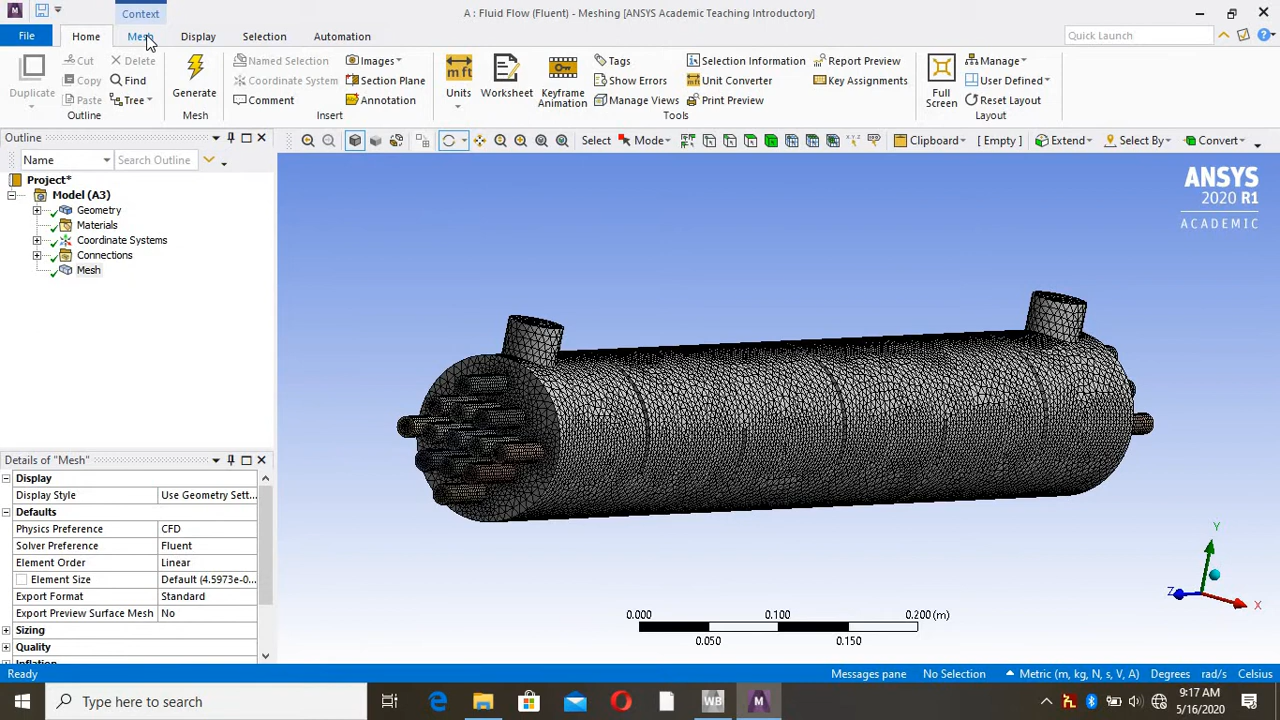 Context
A : Fluid Flow (Fluent) - Meshing [ANSYS Academic Teaching Introductory]
File Home Mesh Display Selection Automation Quick Launch
Duplicate Cut Copy Paste Delete Find Tree Outline
Generate Mesh
Named Selection Coordinate System Comment Images Section Plane Annotation Insert
Units Worksheet Keyframe Animation Tags Show Errors Manage Views Selection Information Unit Converter Print Preview Report Preview Key Assignments Tools
Full Screen Manage User Defined Reset Layout Layout
Outline
Select Mode Clipboard [ Empty ] Extend Select By Convert
Name Search Outline
Project*
Model (A3)
Geometry
Materials
Coordinate Systems
Connections
Mesh
ANSYS
2020 R1
ACADEMIC
Details of "Mesh"
Display
Display Style Use Geometry Sett...
Defaults
Physics Preference CFD
Solver Preference Fluent
Element Order Linear
Element Size Default (4.5973e-0...
Export Format Standard
Export Preview Surface Mesh No
Sizing
Quality
Inflation
0.000 0.100 0.200 (m)
0.050 0.150
Y
Z
X
Ready Messages pane No Selection Metric (m, kg, N, s, V, A) Degrees rad/s Celsius
Type here to search
WB
M
9:17 AM
5/16/2020